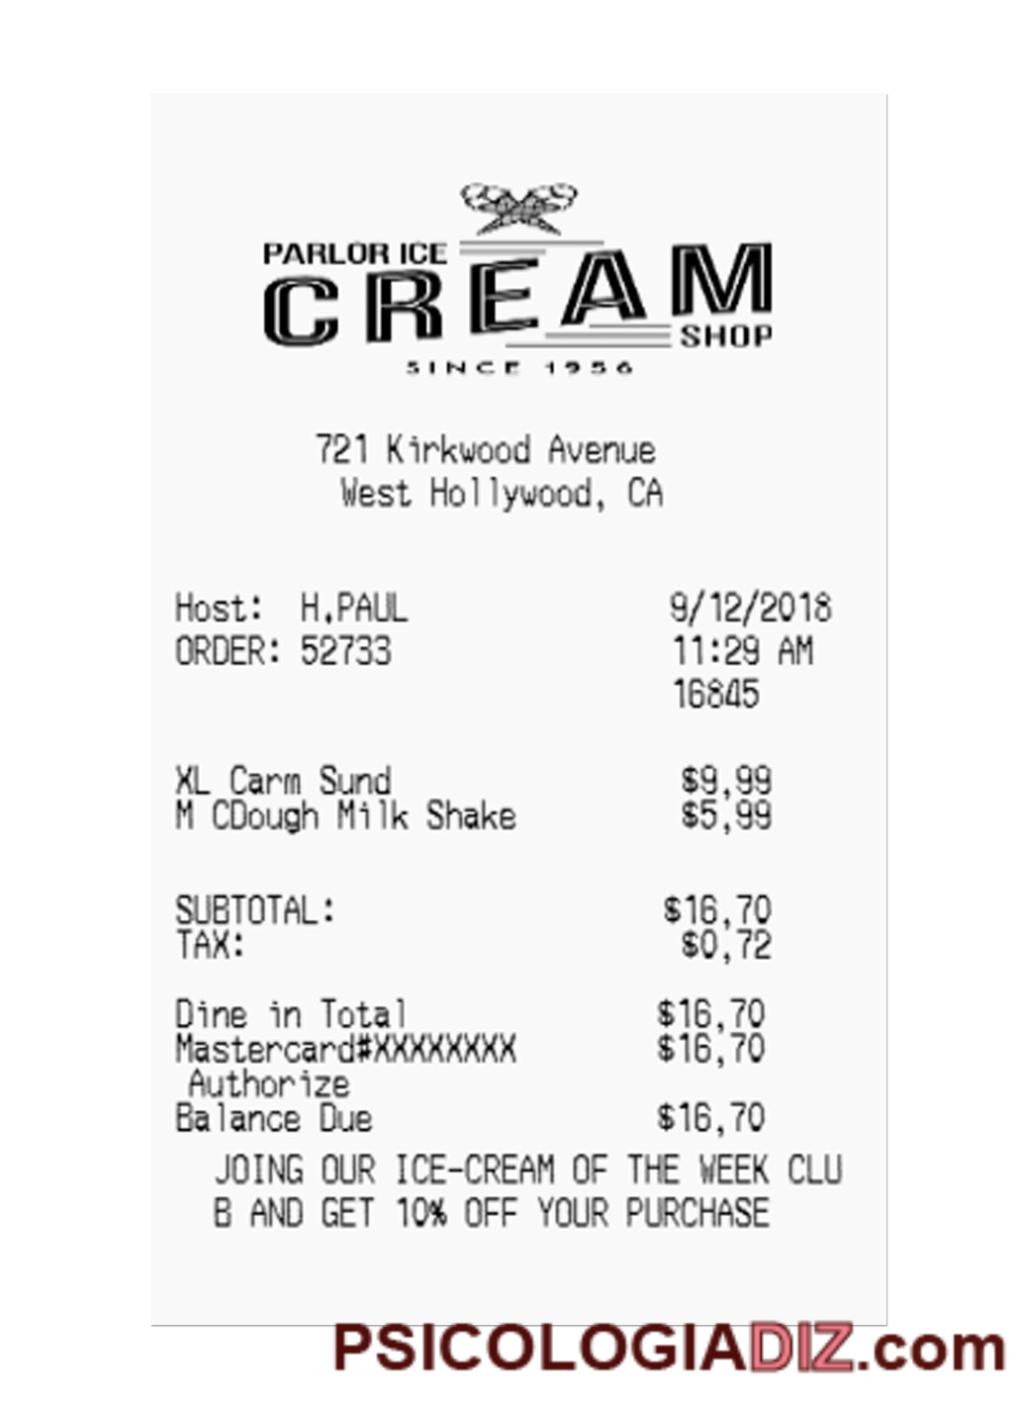 PARLOR ICE
CREAM
SHOP
SINCE 1956
721 Kirkwood Avenue
West Hollywood, CA
Host: H.PAUL 9/12/2018
ORDER: 52733 11:29 AM
16845
XL Carm Sund $9,99
M CDough Milk Shake $5,99
SUBTOTAL: $16,70
TAX: $0,72
Dine in Total $16,70
Mastercard#XXXXXXXX $16,70
Authorize
Balance Due $16,70
JOING OUR ICE-CREAM OF THE WEEK CLU
B AND GET 10% OFF YOUR PURCHASE
PSICOLOGIADIZ.com